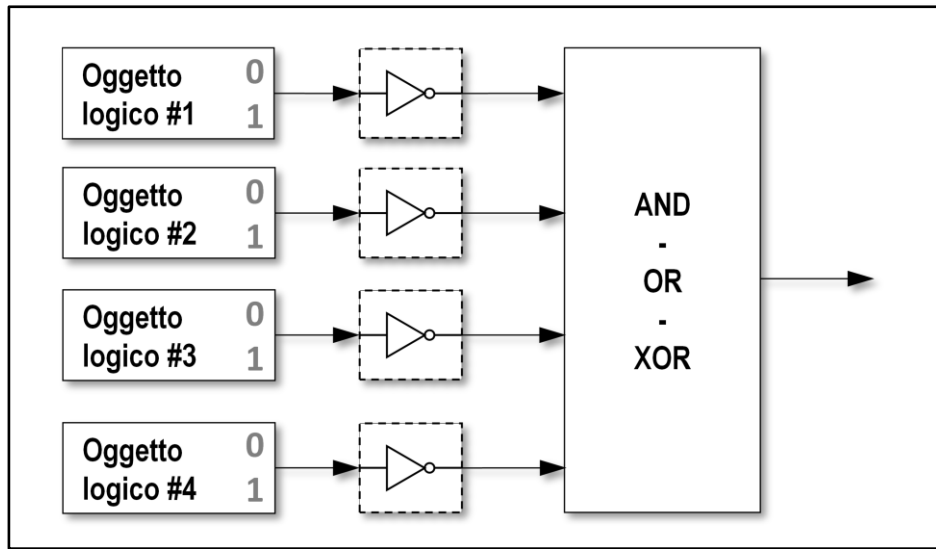 Oggetto 0
logico #1 1
Oggetto 0
logico #2 1
Oggetto 0
logico #3 1
Oggetto 0
logico #4 1
AND
-
OR
-
XOR